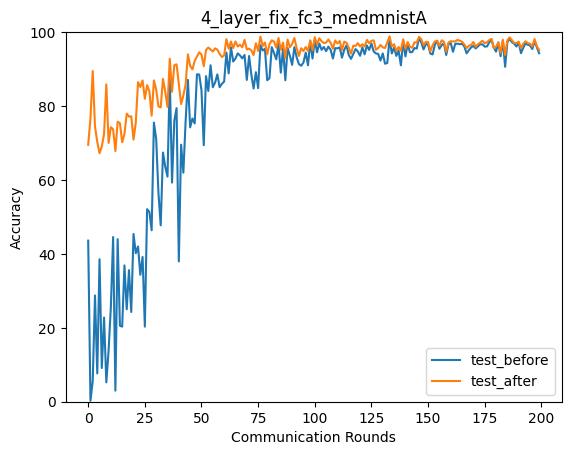 4_layer_fix_fc3_medmnistA
100
80
60
40
20
0
Accuracy
0 25 50 75 100 125 150 175 200
Communication Rounds
test_before
test_after